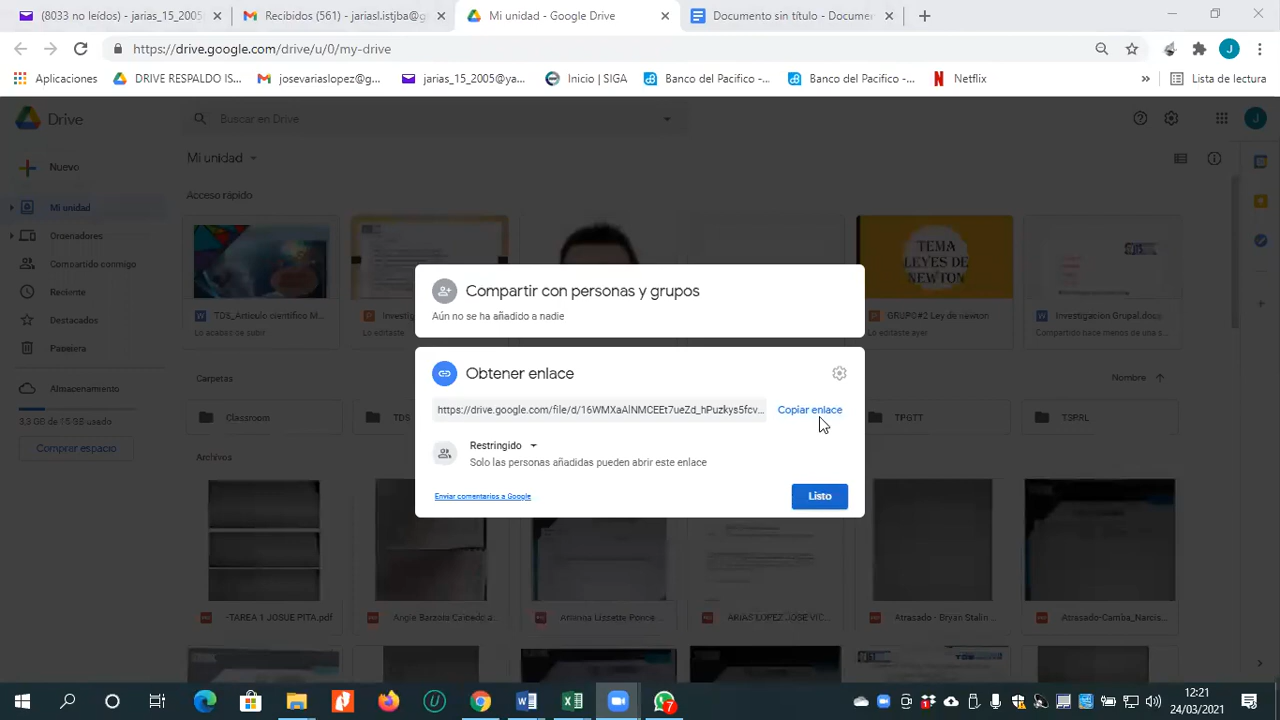 (8033 no leídos) - jarias_15_2005
Recibidos (561) - jariasl.istjba@
Mi unidad - Google Drive
Documento sin título - Documen
https://drive.google.com/drive/u/0/my-drive
J
Aplicaciones
DRIVE RESPALDO IS...
josevariaslopez@g...
jarias_15_2005@ya...
Inicio | SIGA
Banco del Pacifico -...
Banco del Pacifico -...
Netflix
»
Lista de lectura
Drive
Buscar en Drive
J
Nuevo
Mi unidad
Acceso rápido
Mi unidad
Ordenadores
Compartido conmigo
Reciente
Destacados
Papelera
Almacenamiento
3,3 GB de 15 GB usado
Comprar espacio
TEMA
LEYES DE
NEWTON
TDS_Artículo científico M...
Lo acabas de subir
Lo editaste
GRUPO#2 Ley de newton
Lo editaste ayer
Investigacion Grupal.docx
Compartido hace menos de una s...
Compartir con personas y grupos
Aún no se ha añadido a nadie
Obtener enlace
https://drive.google.com/file/d/16WMXaAlNMCEEt7ueZd_hPuzkys5fcv...
Copiar enlace
Restringido
Solo las personas añadidas pueden abrir este enlace
Enviar comentarios a Google
Listo
Carpetas
Nombre
Classroom
TDS
TPGTT
TSPRL
Archivos
-TAREA 1 JOSUE PITA.pdf
Angie Barzola Caicedo a...
Arianna Lissette Ponce ...
ARIAS LOPEZ JOSE VIC...
Atrasado - Bryan Stalin ...
Atrasado-Camba_Narcis...
7
12:21
24/03/2021